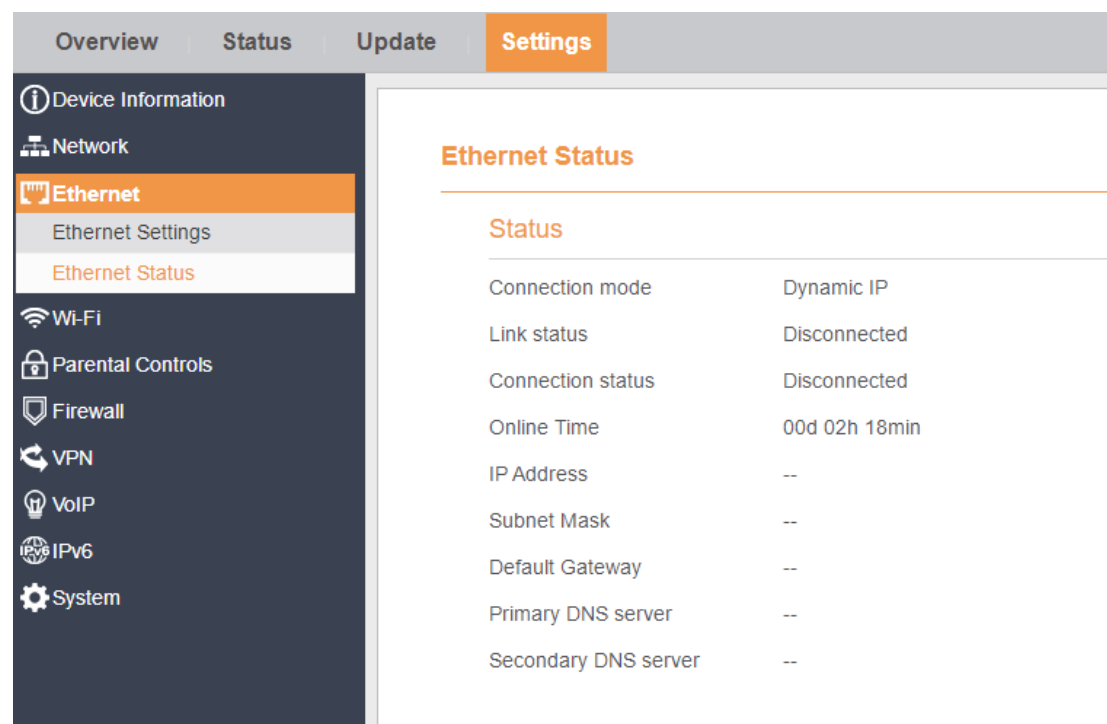 Overview Status Update Settings
Device Information
Network
Ethernet
Ethernet Settings
Ethernet Status
Wi-Fi
Parental Controls
Firewall
VPN
VoIP
IPv6 IPv6
System
Ethernet Status
Status
Connection mode Dynamic IP
Link status Disconnected
Connection status Disconnected
Online Time 00d 02h 18min
IP Address --
Subnet Mask --
Default Gateway --
Primary DNS server --
Secondary DNS server --